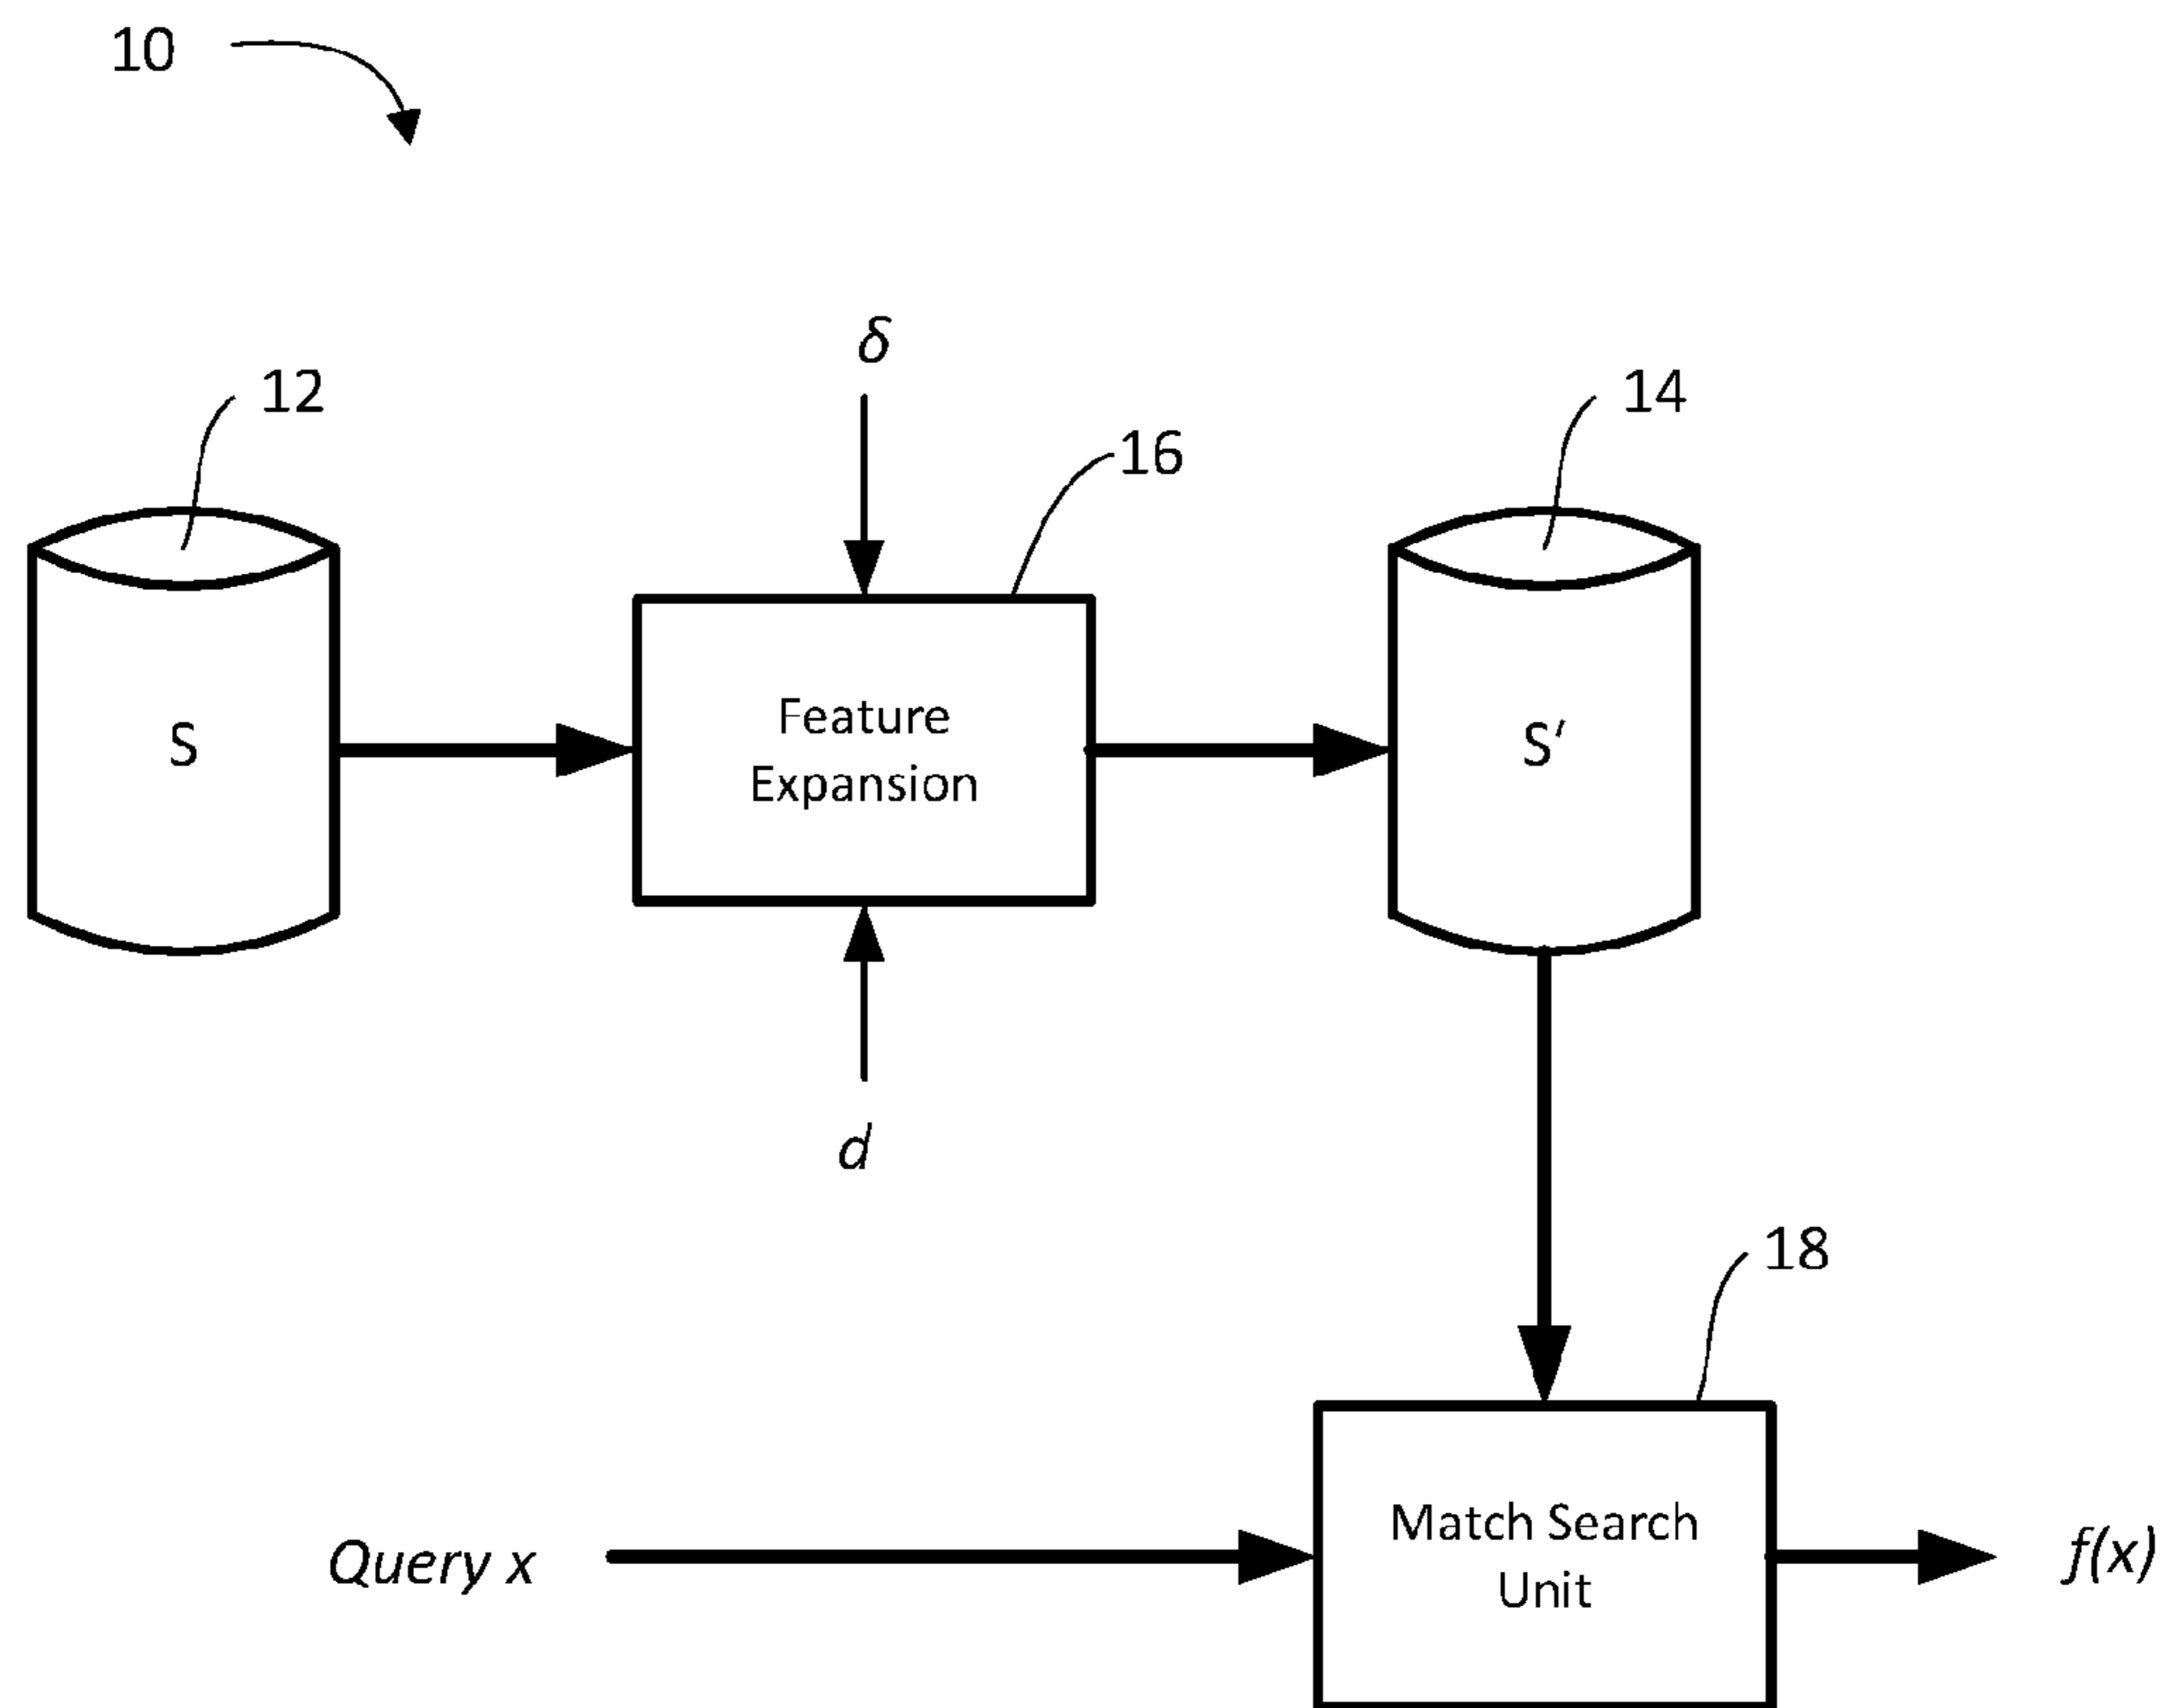 10
δ
12
14
16
S
Feature
Expansion
S'
d
18
Query x
Match Search
Unit
f(x)